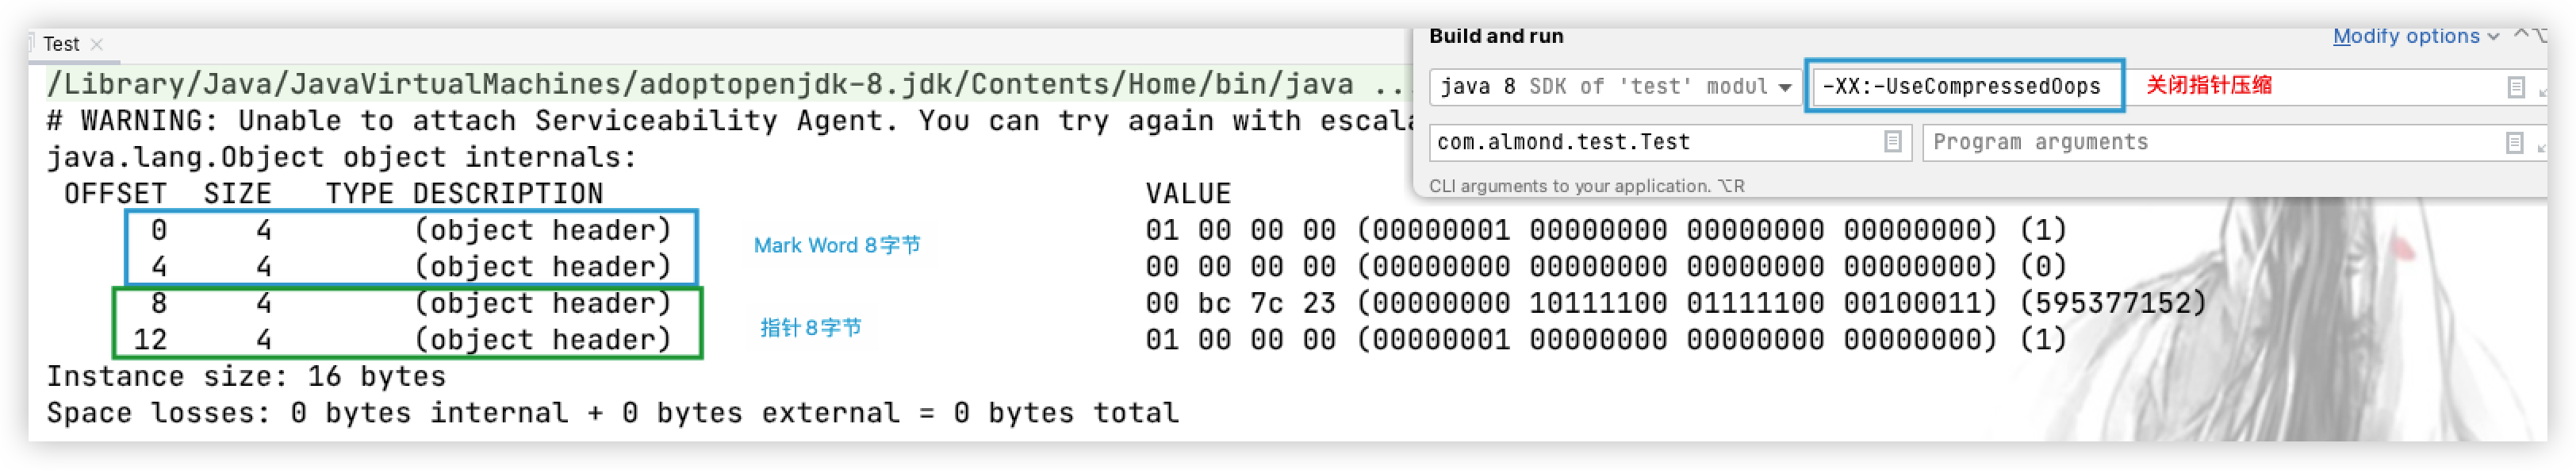 Test
/Library/Java/JavaVirtualMachines/adoptopenjdk-8.jdk/Contents/Home/bin/java ...
# WARNING: Unable to attach Serviceability Agent. You can try again with escala
java.lang.Object object internals:
OFFSET SIZE TYPE DESCRIPTION VALUE
0 4 (object header) 01 00 00 00 (00000001 00000000 00000000 00000000) (1)
Mark Word 8字节
4 4 (object header) 00 00 00 00 (00000000 00000000 00000000 00000000) (0)
8 4 (object header) 00 bc 7c 23 (00000000 10111100 01111100 00100011) (595377152)
指针8字节
12 4 (object header) 01 00 00 00 (00000001 00000000 00000000 00000000) (1)
Instance size: 16 bytes
Space losses: 0 bytes internal + 0 bytes external = 0 bytes total
Build and run
Modify options
java 8 SDK of 'test' modul
-XX:-UseCompressedOops
关闭指针压缩
com.almond.test.Test
Program arguments
CLI arguments to your application. ⌥R